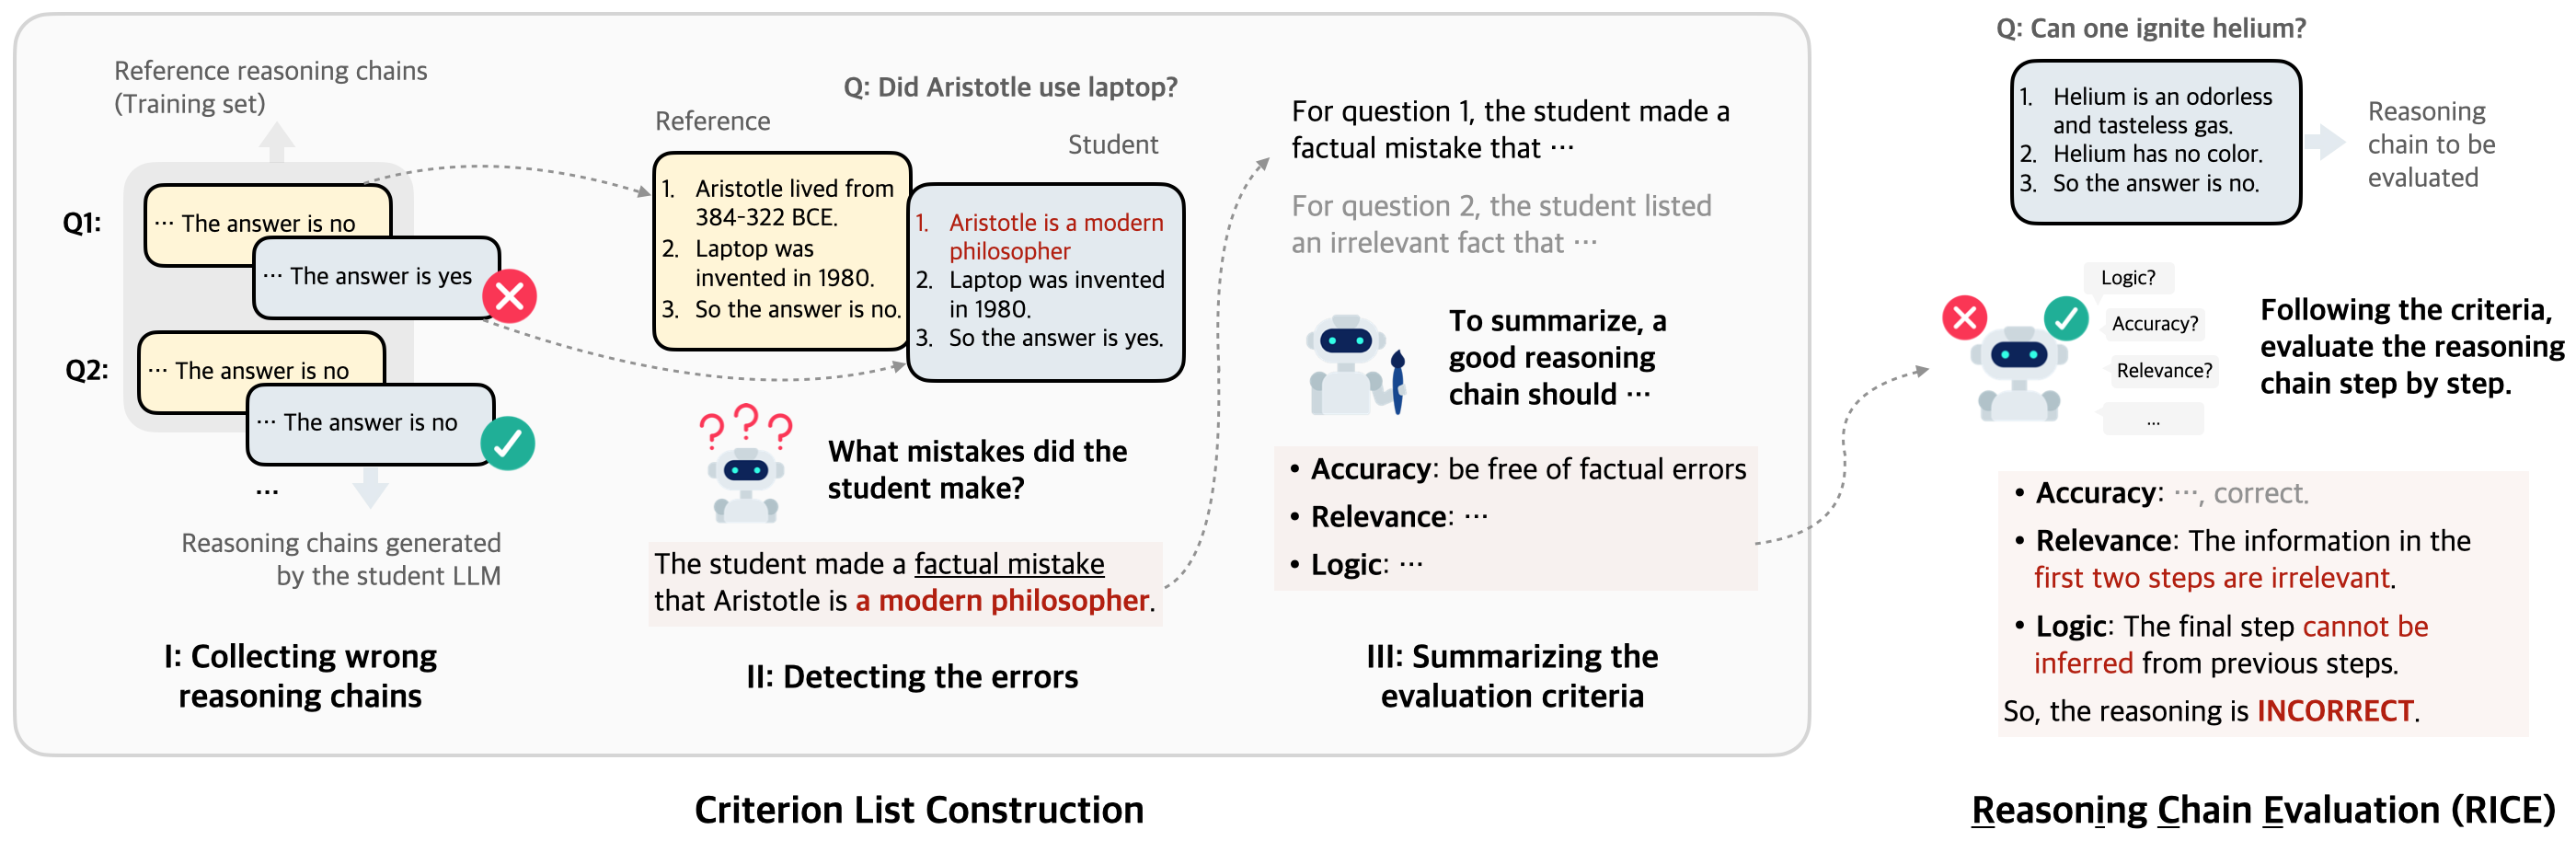 Reference reasoning chains
(Training set)
Q1:
··· The answer is no
··· The answer is yes
Q2:
··· The answer is no
··· The answer is no
...
Reasoning chains generated
by the student LLM
I: Collecting wrong
reasoning chains
Q: Did Aristotle use laptop?
Reference
1. Aristotle lived from
384-322 BCE.
2. Laptop was
invented in 1980.
3. So the answer is no.
Student
1. Aristotle is a modern
philosopher
2. Laptop was invented
in 1980.
3. So the answer is yes.
? ? ?
What mistakes did the
student make?
The student made a factual mistake
that Aristotle is a modern philosopher.
II: Detecting the errors
For question 1, the student made a
factual mistake that ···
For question 2, the student listed
an irrelevant fact that ···
To summarize, a
good reasoning
chain should ···
• Accuracy: be free of factual errors
• Relevance: ···
• Logic: ···
III: Summarizing the
evaluation criteria
Criterion List Construction
Q: Can one ignite helium?
1. Helium is an odorless
and tasteless gas.
2. Helium has no color.
3. So the answer is no.
Reasoning
chain to be
evaluated
Logic?
Accuracy?
Relevance?
...
Following the criteria,
evaluate the reasoning
chain step by step.
• Accuracy: ···, correct.
• Relevance: The information in the
first two steps are irrelevant.
• Logic: The final step cannot be
inferred from previous steps.
So, the reasoning is INCORRECT.
Reasoning Chain Evaluation (RICE)